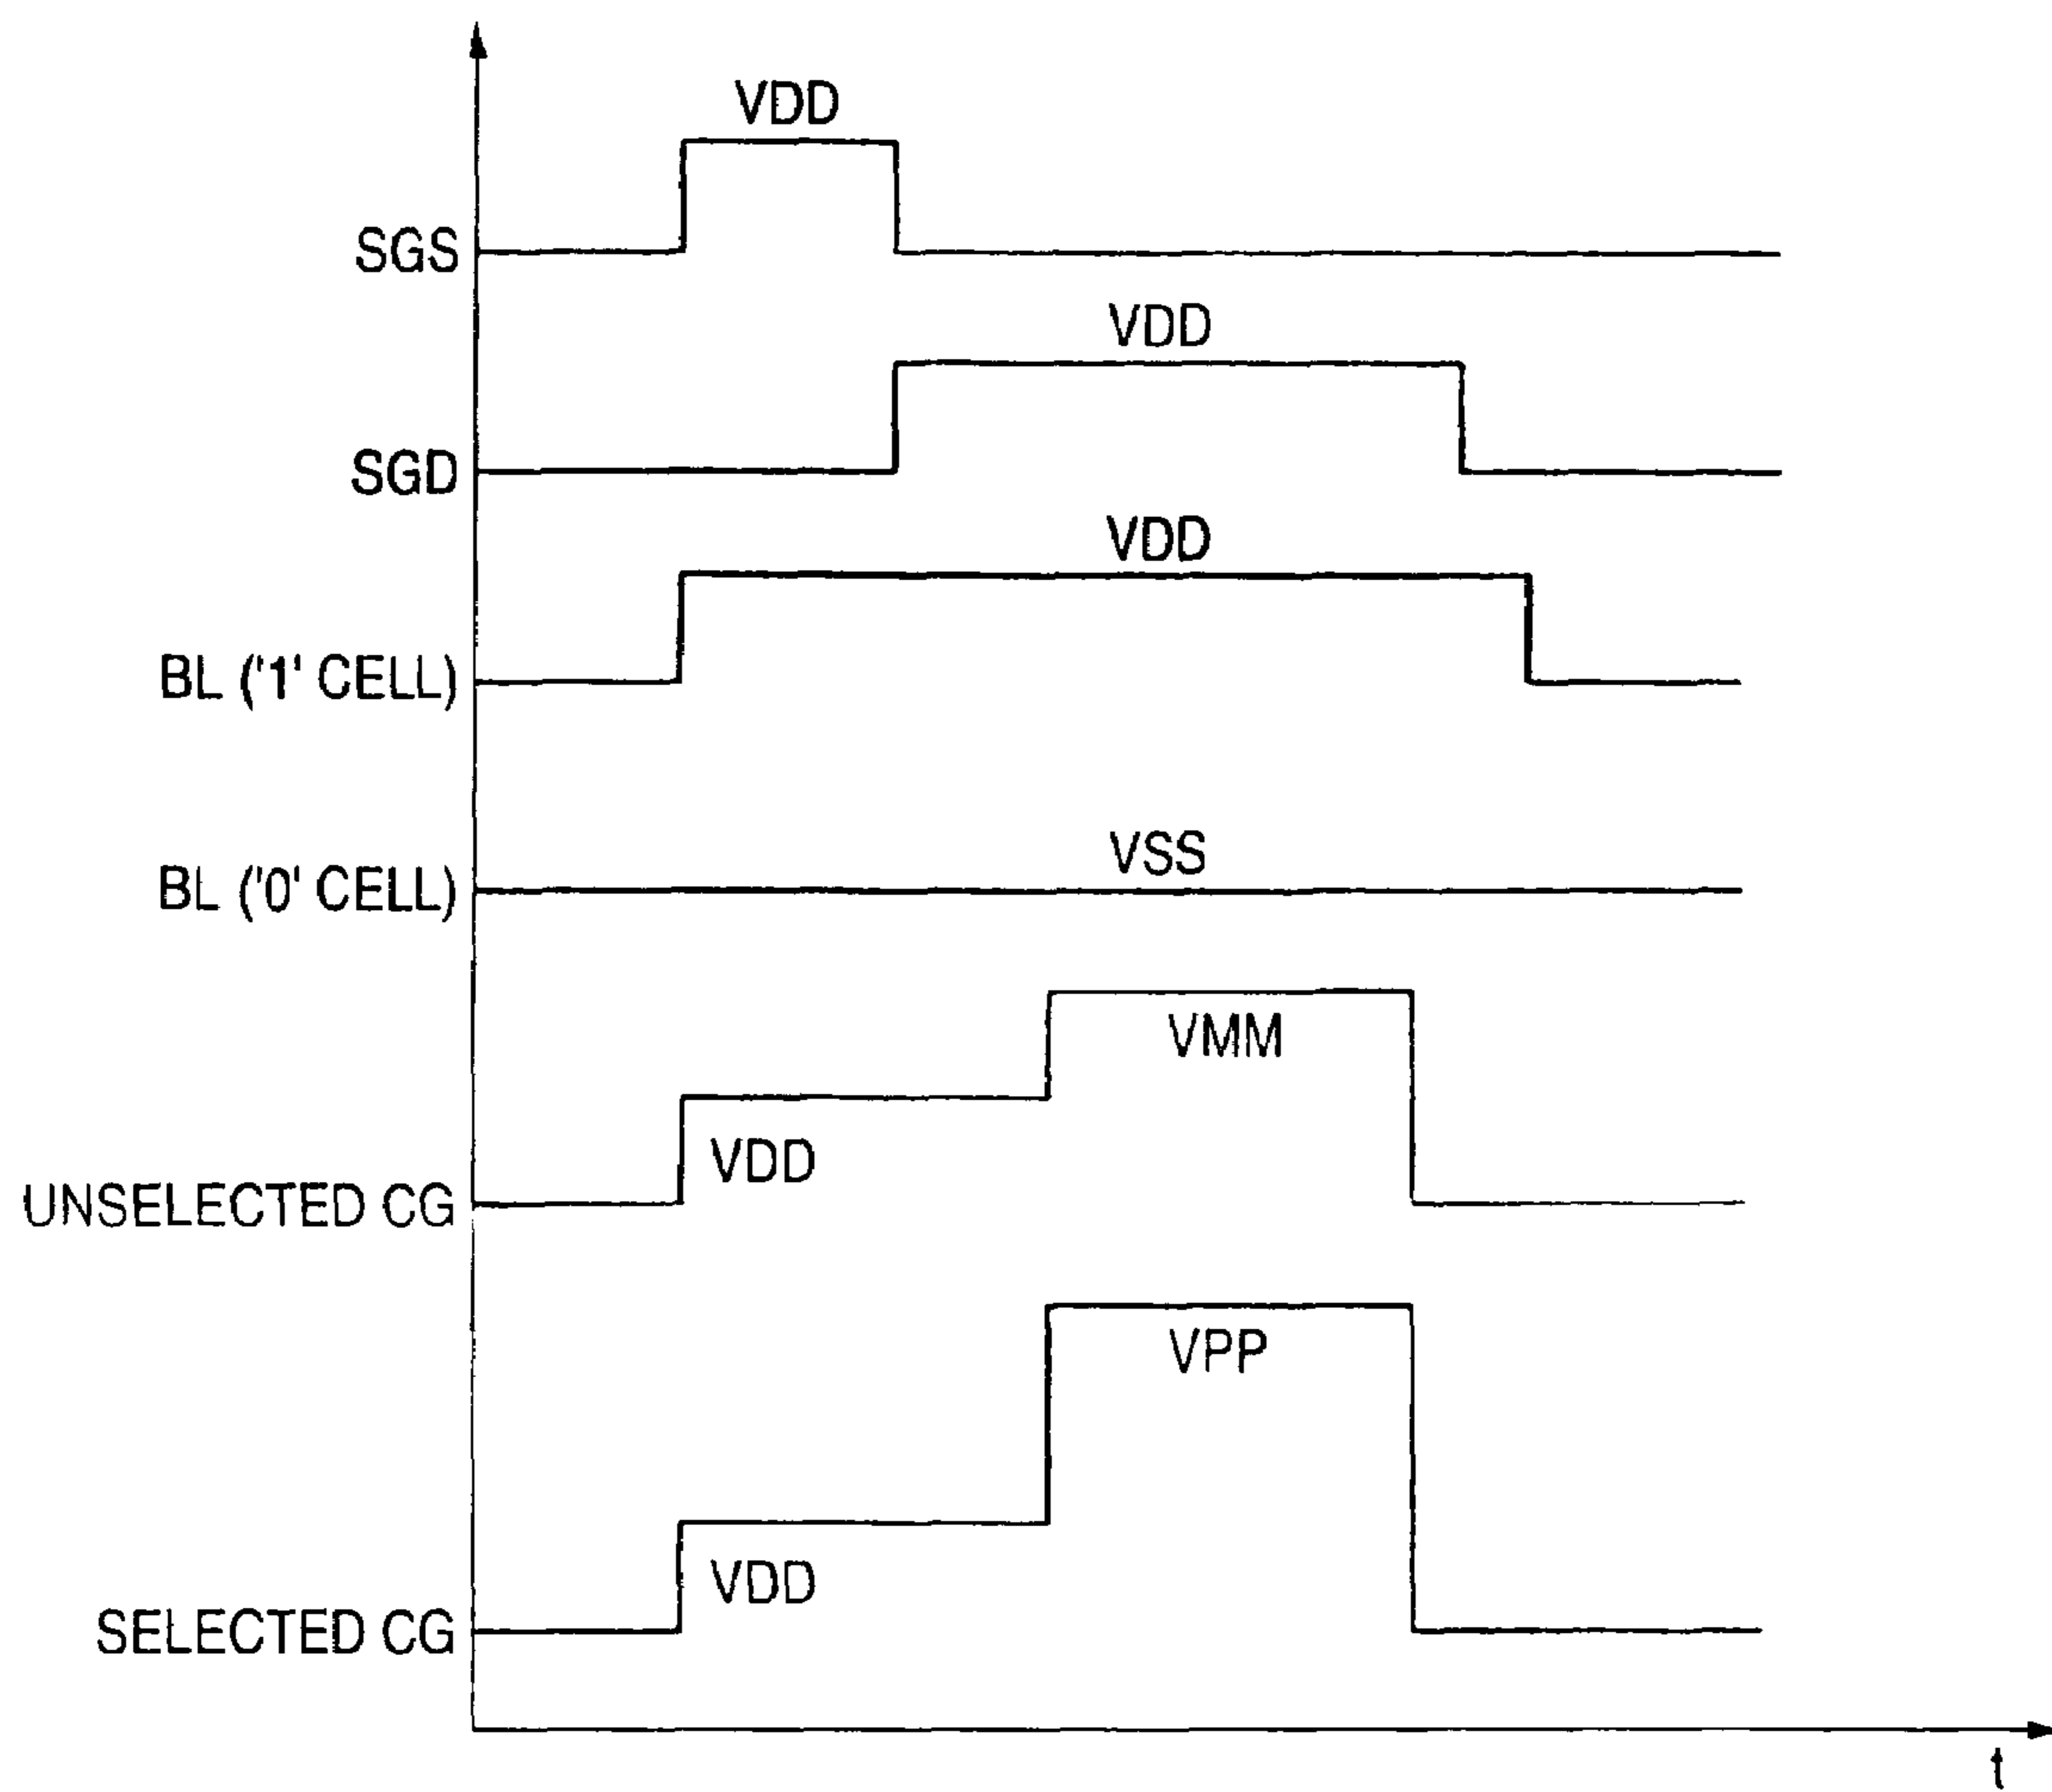 VDD
SGS
VDD
SGD
VDD
BL ('1' CELL)
VSS
BL ('0' CELL)
VMM
VDD
UNSELECTED CG
VPP
VDD
SELECTED CG
t